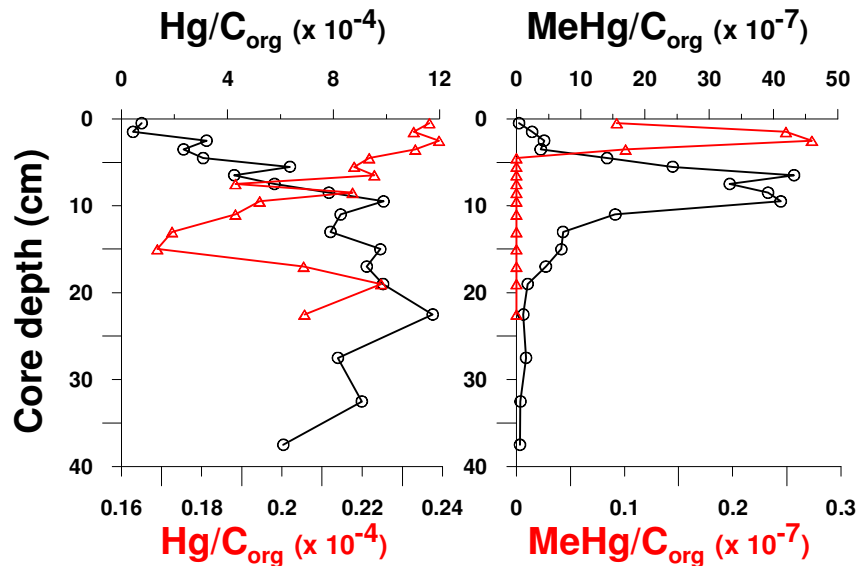 Hg/Corg (x 10-4) MeHg/Corg (x 10-7)
0 4 8 12 0 10 20 30 40 50
0 0
10 10
20 20
30 30
40 40
Core depth (cm)
0.16 0.18 0.2 0.22 0.24 0 0.1 0.2 0.3
Hg/Corg (x 10-4) MeHg/Corg (x 10-7)